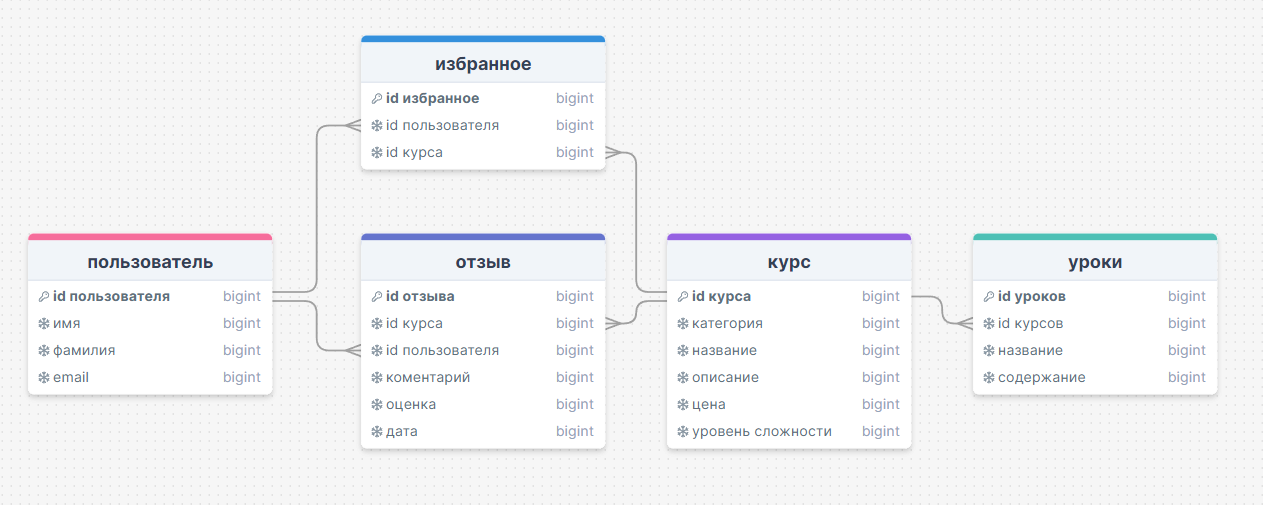 избранное
id избранное bigint
id пользователя bigint
id курса bigint
пользователь
id пользователя bigint
имя bigint
фамилия bigint
email bigint
отзыв
id отзыва bigint
id курса bigint
id пользователя bigint
коментарий bigint
оценка bigint
дата bigint
курс
id курса bigint
категория bigint
название bigint
описание bigint
цена bigint
уровень сложности bigint
уроки
id уроков bigint
id курсов bigint
название bigint
содержание bigint